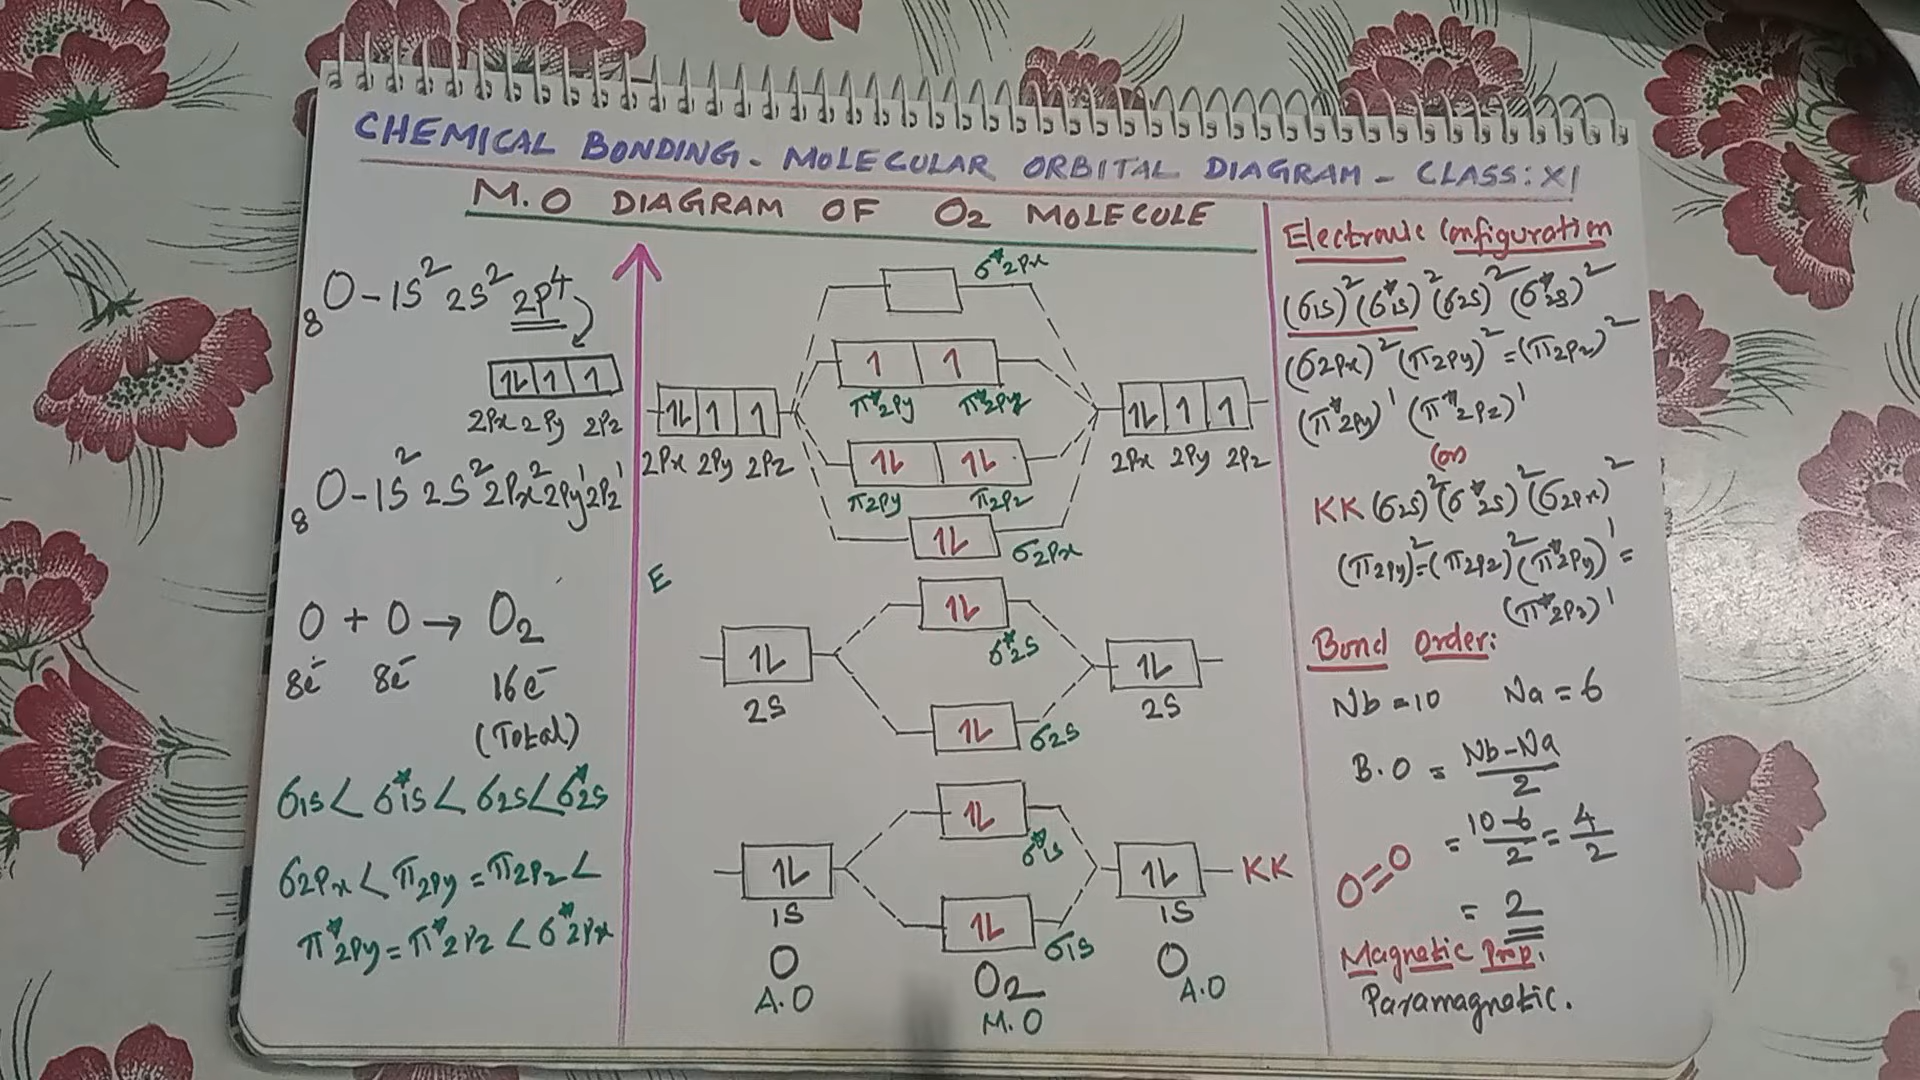 CHEMICAL BONDING - MOLECULAR ORBITAL DIAGRAM - CLASS: XI
M.O DIAGRAM OF O2 MOLECULE
8O - 1S² 2S² 2P⁴
1L 1 1
2Px 2Py 2Pz
8O - 1S² 2S² 2Px² 2Py¹ 2Pz¹
O + O → O2
8e⁻ 8e⁻ 16e⁻
(Total)
σ1s < σ*1s < σ2s < σ*2s
σ2Px < π2Py = π2Pz <
π*2Py = π*2Pz < σ*2Px
E
σ*2Px
1 1
π*2Py π*2Pz
1L 1 1
1L 1 1
2Px 2Py 2Pz
2Px 2Py 2Pz
1L 1L
π2Py π2Pz
1L σ2Px
1L
σ*2s
1L
2S
1L
2S
1L σ2s
1L
σ*1s
1L
1S
1L KK
1S
1L σ1s
O O2 O
A.O M.O A.O
Electronic Configuration
(σ1s)² (σ*1s)² (σ2s)² (σ*2s)²
(σ2Px)² (π2Py)² = (π2Pz)²
(π*2Py)¹ (π*2Pz)¹
(or)
KK (σ2s)² (σ*2s)² (σ2Px)²
(π2Py)² = (π2Pz)² (π*2Py)¹ =
(π*2Pz)¹
Bond Order:
Nb = 10 Na = 6
B.O = Nb-Na / 2
= 10-6 / 2 = 4 / 2
O=O
= 2
Magnetic Prop.
Paramagnetic.